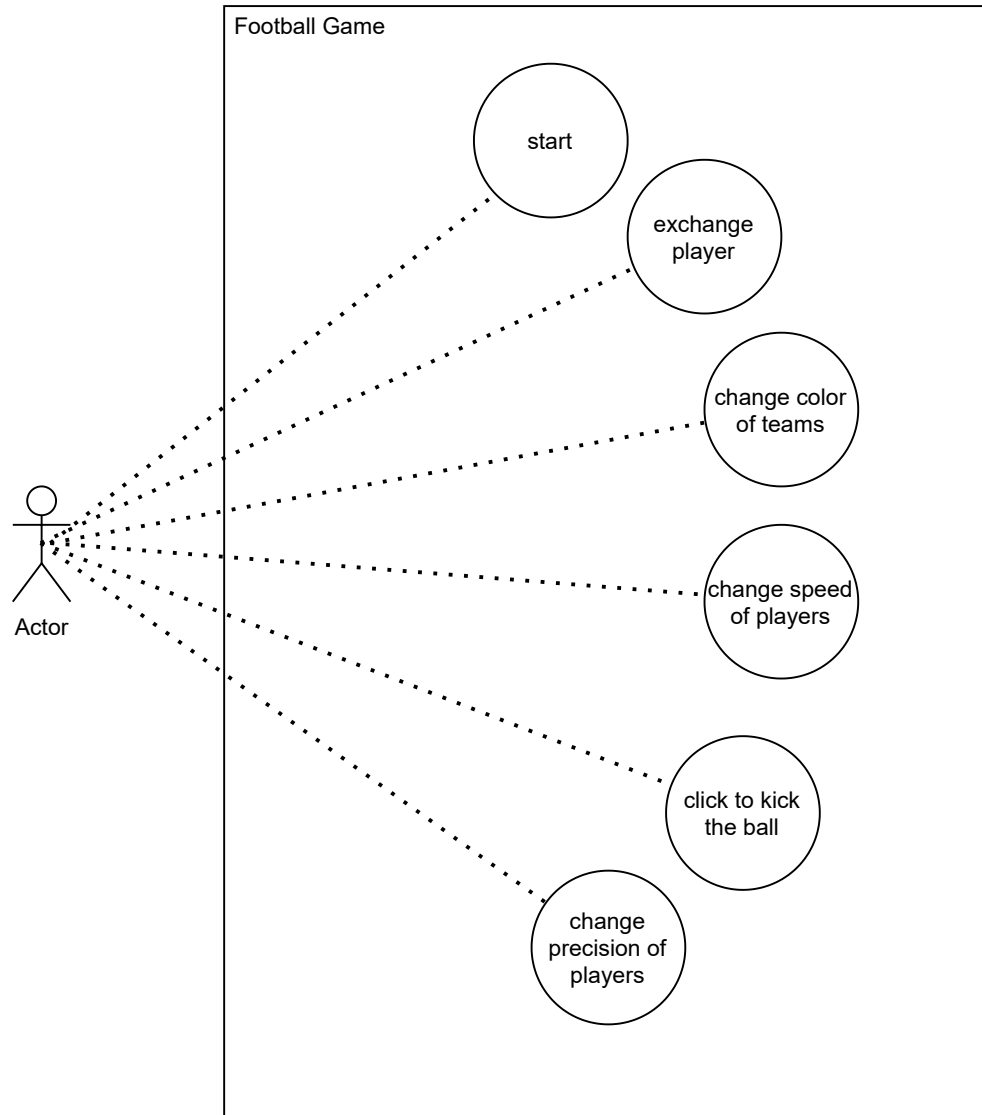 Football Game
start
exchange
player
change color
of teams
change speed
of players
Actor
click to kick
the ball
change
precision of
players